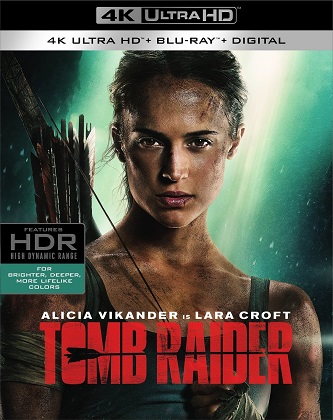 4K ULTRA HD
4K ULTRA HD + BLU-RAY + DIGITAL
FEATURES
HDR
HIGH DYNAMIC RANGE
FOR
BRIGHTER, DEEPER,
MORE LIFELIKE
COLORS
ALICIA VIKANDER IS LARA CROFT
TOMB RAIDER